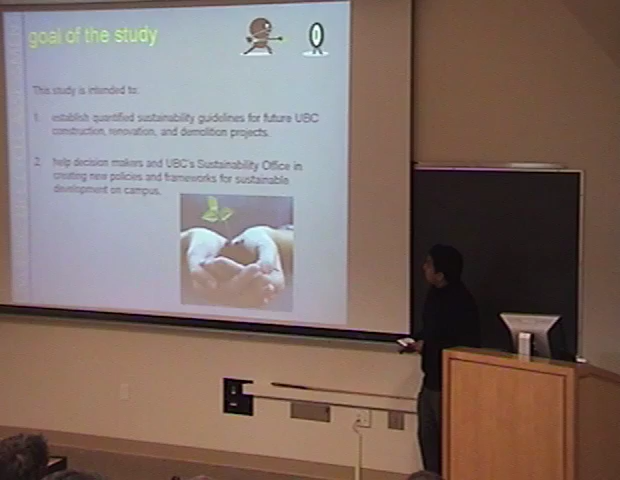 goal of the study
This study is intended to:
1. establish quantified sustainability guidelines for future UBC
construction, renovation, and demolition projects.
2. help decision makers and UBC's Sustainability Office in
creating new policies and frameworks for sustainable
development on campus.